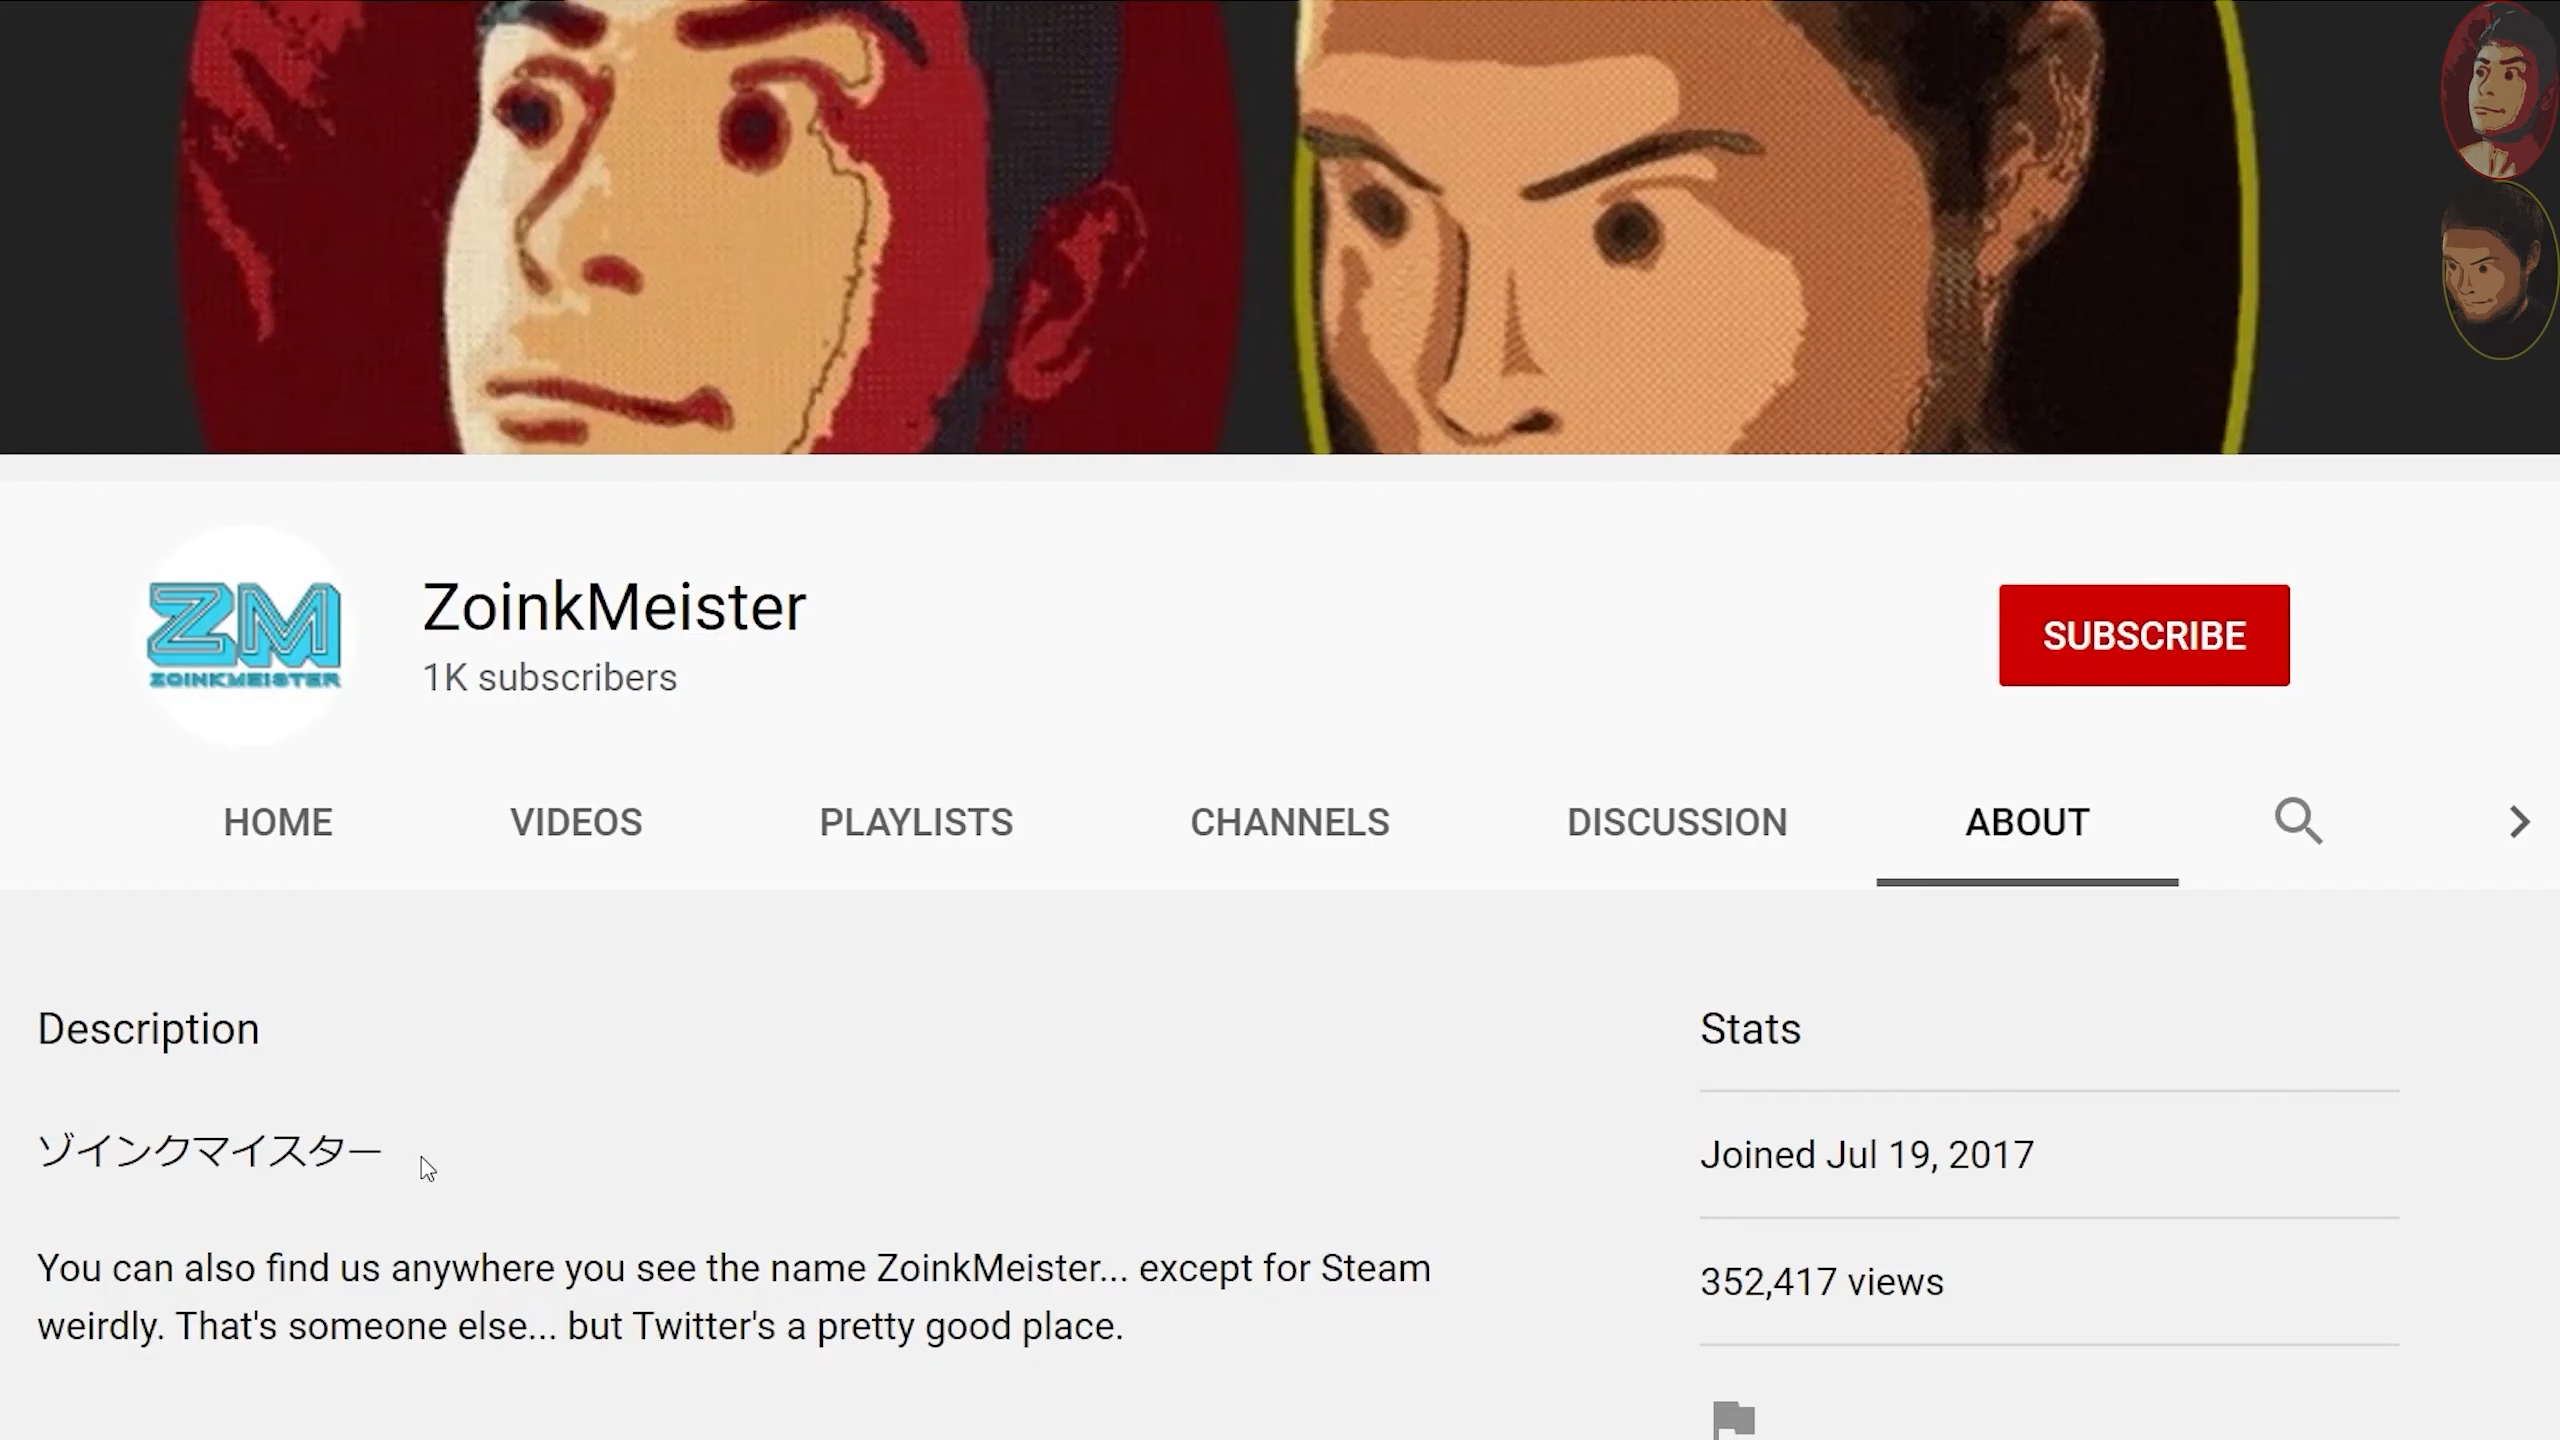 ZM
ZOINKMEISTER
ZoinkMeister
1K subscribers
SUBSCRIBE
HOME VIDEOS PLAYLISTS CHANNELS DISCUSSION ABOUT
Description
ゾインクマイスター
You can also find us anywhere you see the name ZoinkMeister... except for Steam
weirdly. That's someone else... but Twitter's a pretty good place.
Stats
Joined Jul 19, 2017
352,417 views